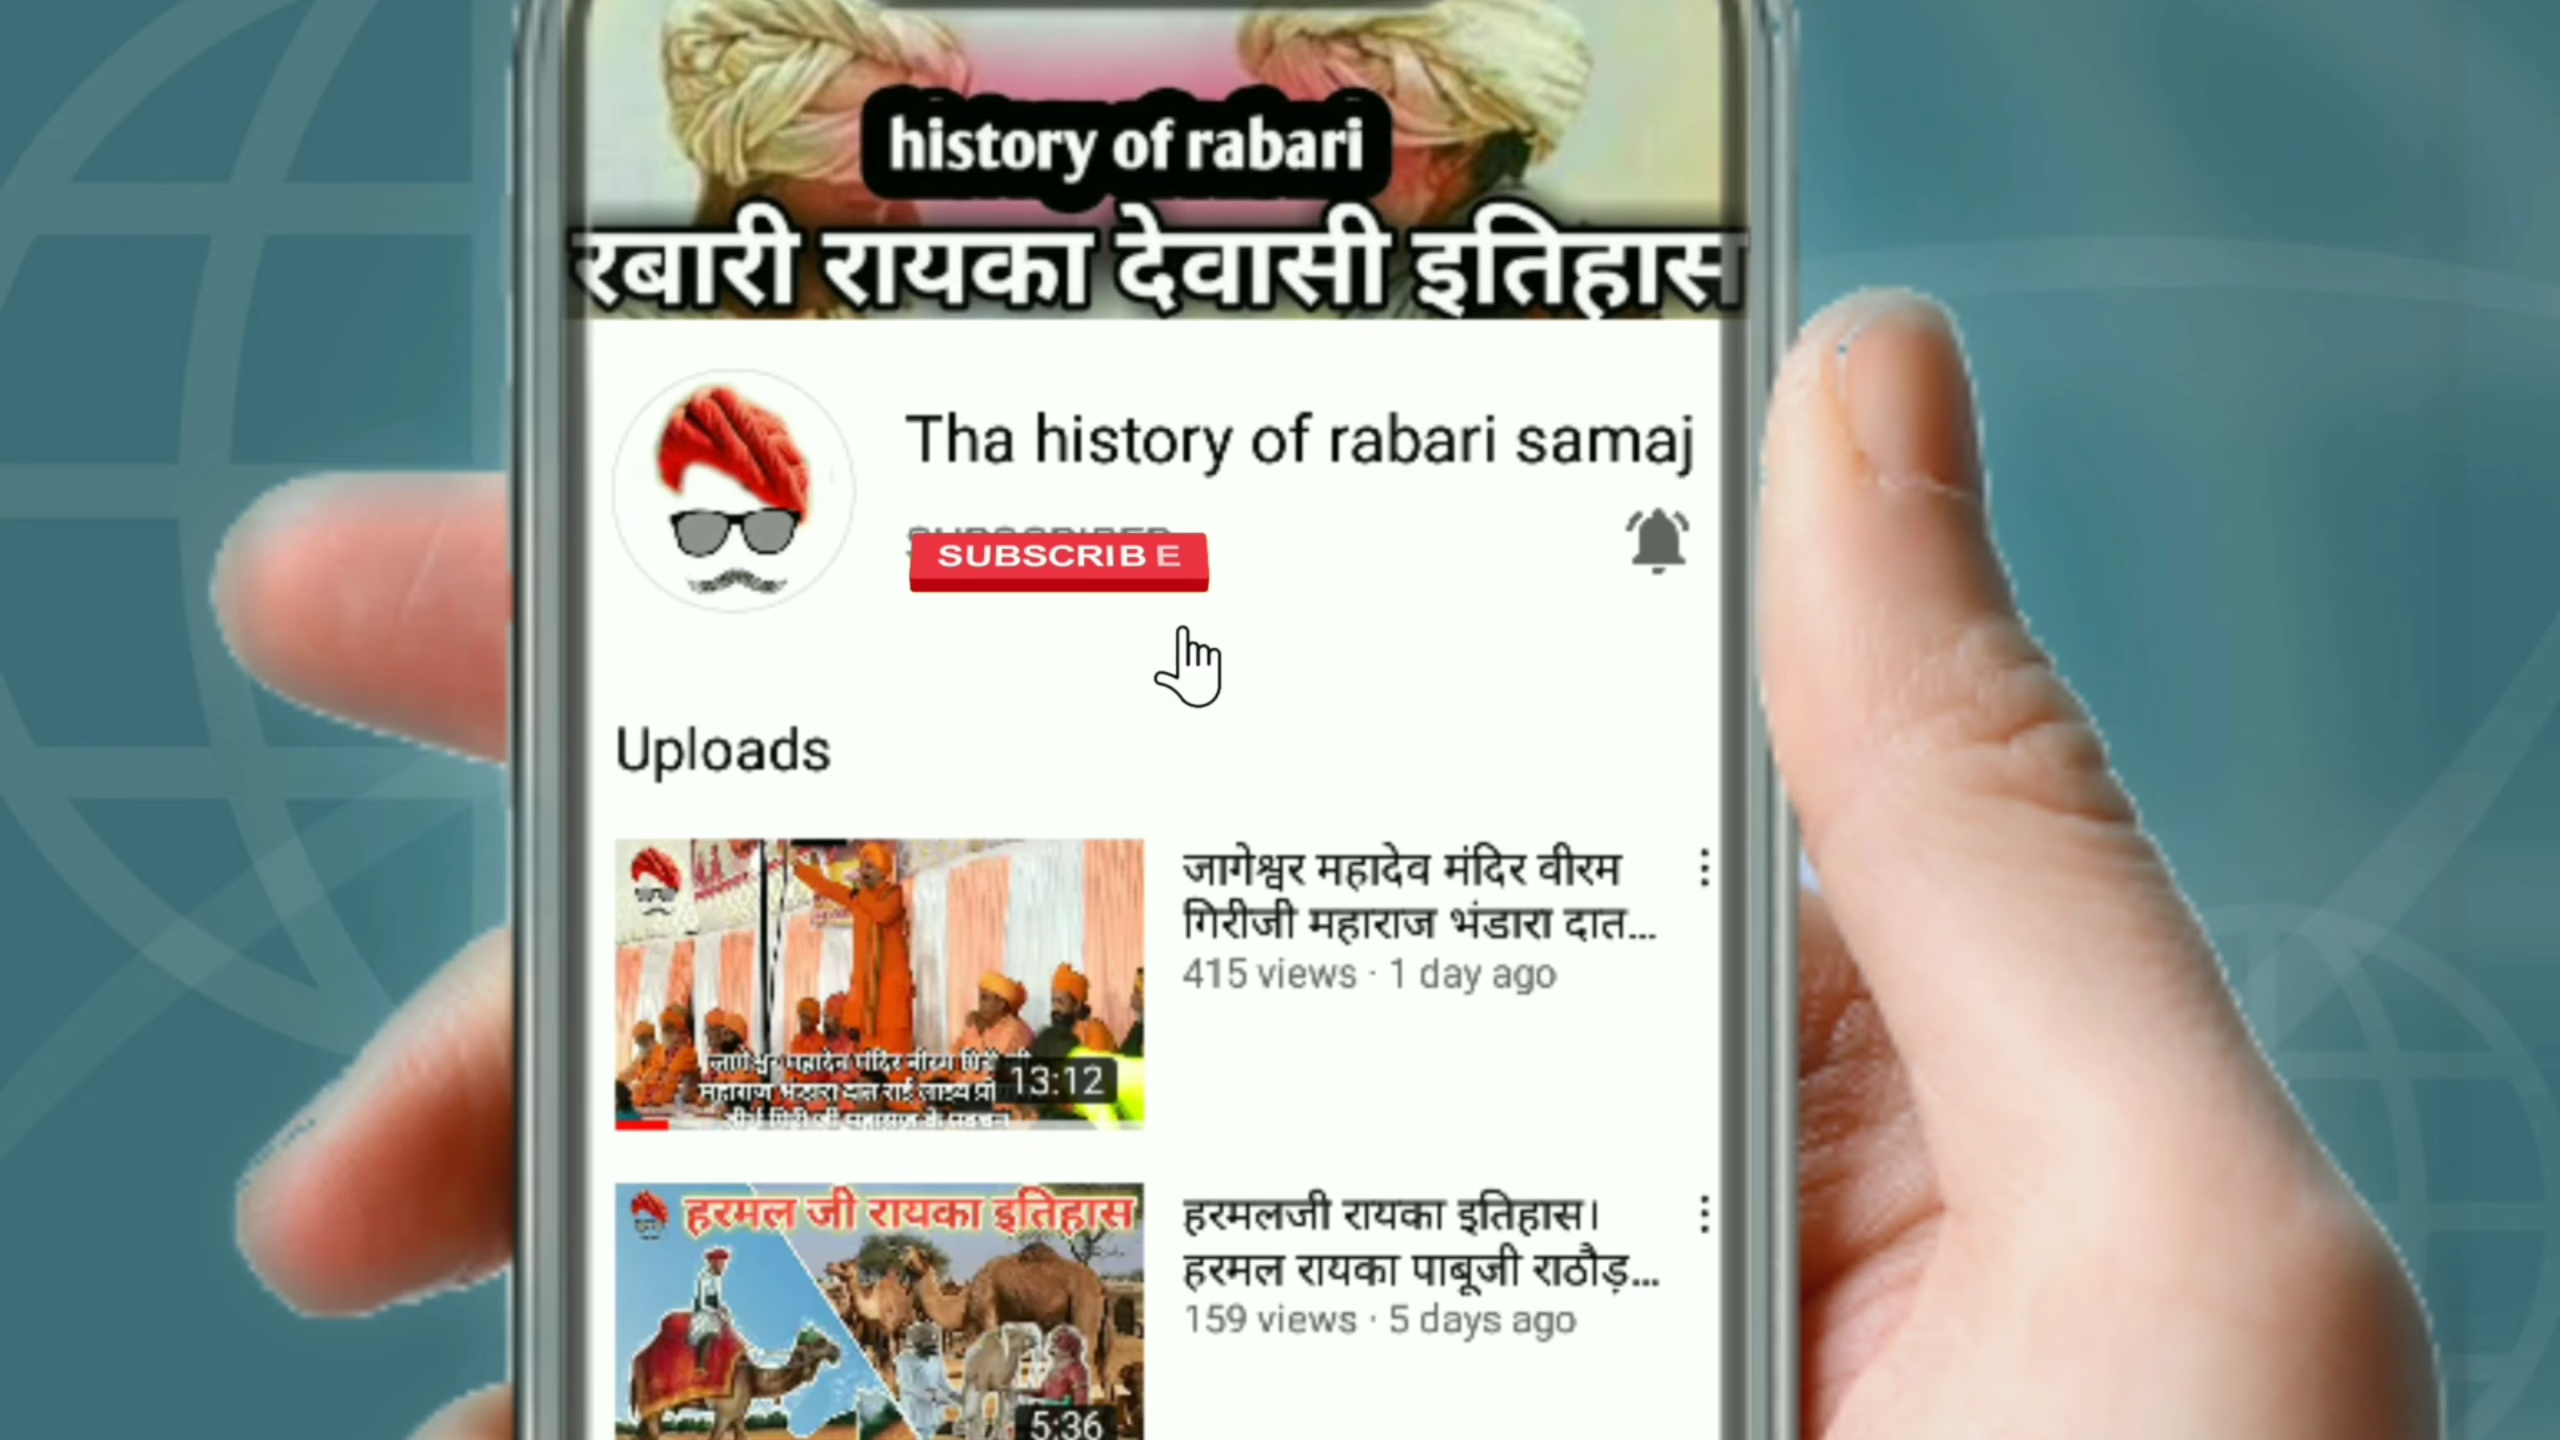 history of rabari
रबारी रायका देवासी इतिहास
Tha history of rabari samaj
SUBSCRIBE
Uploads
जागेश्वर महादेव मंदिर वीरम
गिरीजी महाराज भंडारा दात...
415 views · 1 day ago
13:12
हरमल जी रायका इतिहास
हरमलजी रायका इतिहास।
हरमल रायका पाबूजी राठौड़...
159 views · 5 days ago
5:36